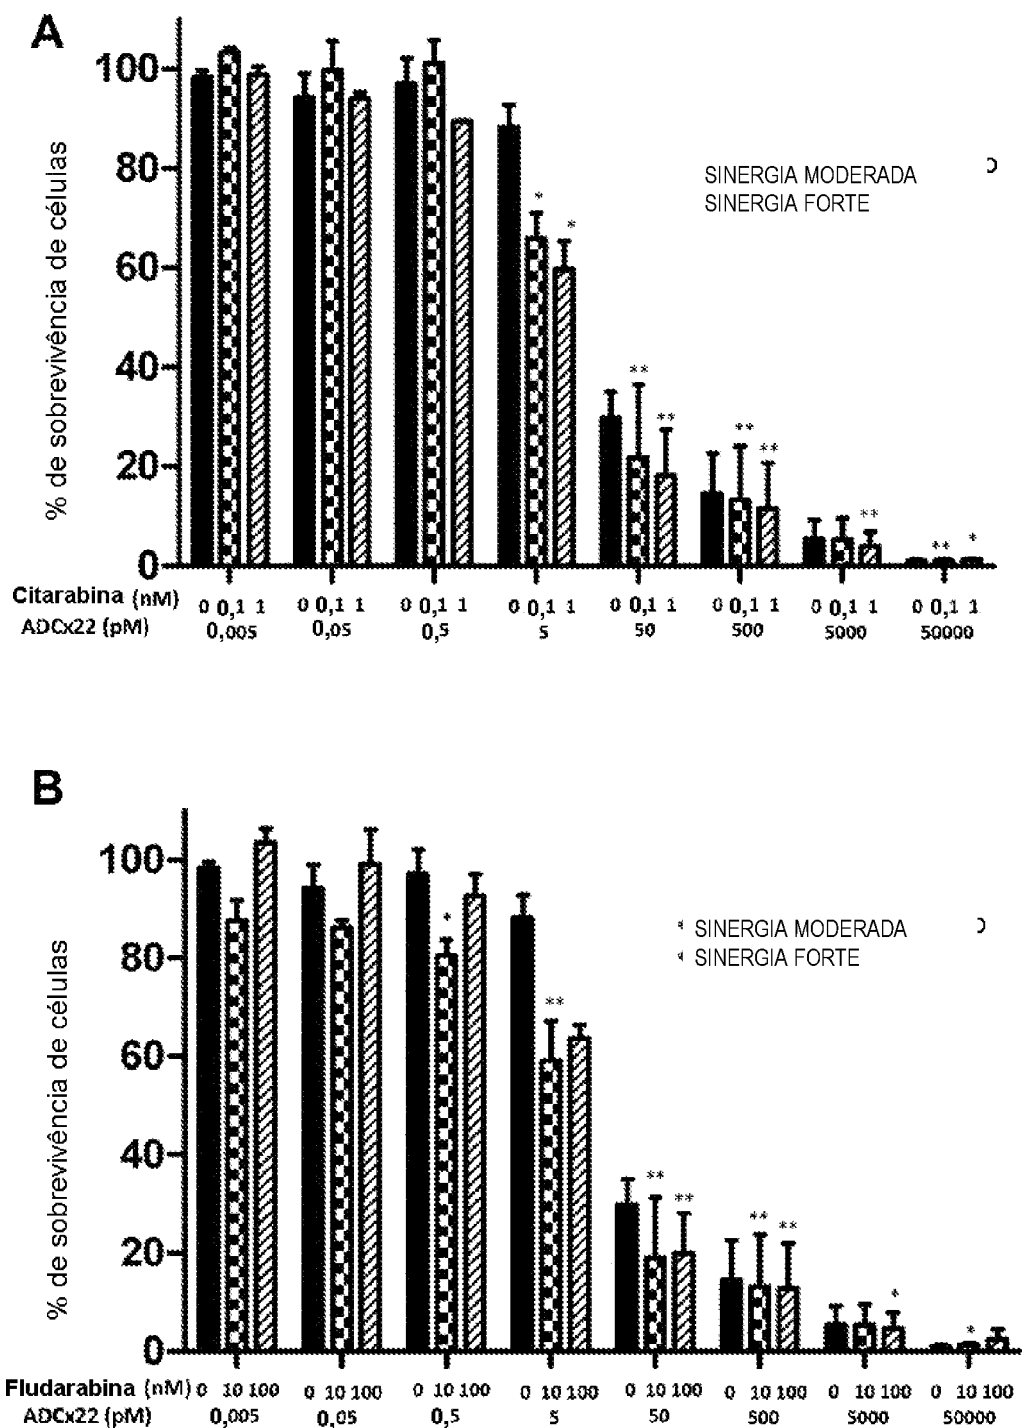 A
100
80
60
40
20
0
% de sobrevivência de células
SINERGIA MODERADA
SINERGIA FORTE
* * ** ** ** ** ** ** *
Citarabina (nM) 0 0,1 1 0 0,1 1 0 0,1 1 0 0,1 1 0 0,1 1 0 0,1 1 0 0,1 1 0 0,1 1
ADCx22 (pM) 0,005 0,05 0,5 5 50 500 5000 50000
B
100
80
60
40
20
0
% de sobrevivência de células
* SINERGIA MODERADA
SINERGIA FORTE
* ** ** ** ** ** * *
Fludarabina (nM) 0 10 100 0 10 100 0 10 100 0 10 100 0 10 100 0 10 100 0 10 100 0 10 100
ADCx22 (pM) 0,005 0,05 0,5 5 50 500 5000 50000